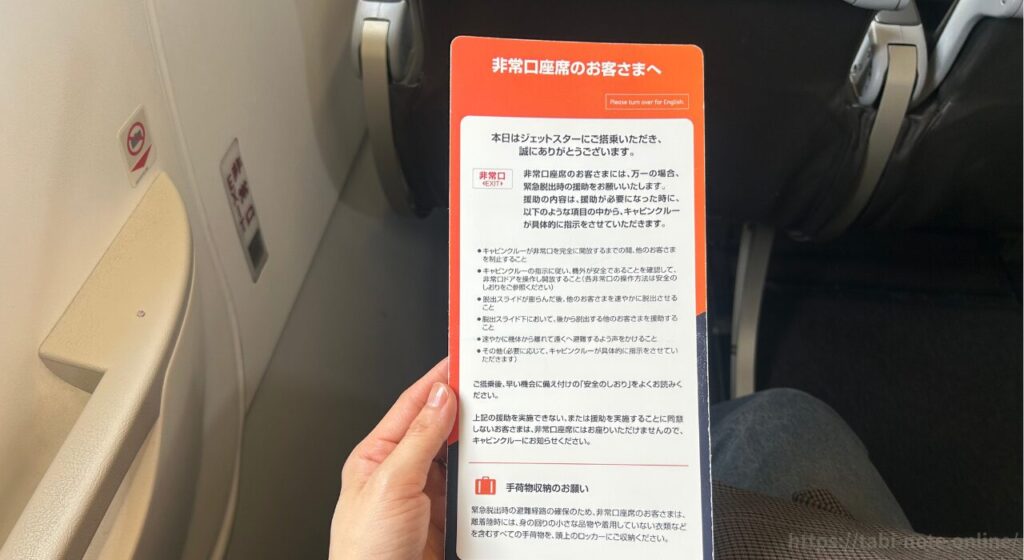 非常口座席のお客さまへ
Please turn over for English.
本日はジェットスターにご搭乗いただき、
誠にありがとうございます。
非常口
EXIT
非常口座席のお客さまには、万一の場合、
緊急脱出時の援助をお願いいたします。
援助の内容は、援助が必要になった時に、
以下のような項目の中から、キャビンクルー
が具体的に指示をさせていただきます。
●キャビンクルーが非常口を完全に開放するまでの間、他のお客さま
を制止すること
●キャビンクルーの指示に従い、機外が安全であることを確認して、
非常口ドアを操作し開放すること(各非常口の操作方法は安全の
しおりをご参照ください)
●脱出スライドが膨らんだ後、他のお客さまを速やかに脱出させる
こと
●脱出スライド下において、後から脱出する他のお客さまを援助する
こと
●速やかに機体から離れて遠くへ避難するよう声をかけること
●その他(必要に応じて、キャビンクルーが具体的に指示をさせてい
ただきます)
ご搭乗後、早い機会に備え付けの「安全のしおり」をよくお読みく
ださい。
上記の援助を実施できない、または援助を実施することに同意
しないお客さまは、非常口座席にはお座りいただけませんので、
キャビンクルーにお知らせください。
手荷物収納のお願い
緊急脱出時の避難経路の確保のため、非常口座席のお客さまは、
離着陸時には、身の回りの小さな品物や着用していない衣類など
を含むすべての手荷物を、頭上のロッカーにご収納ください。
非常口
EXIT
https://tabi-note.online/